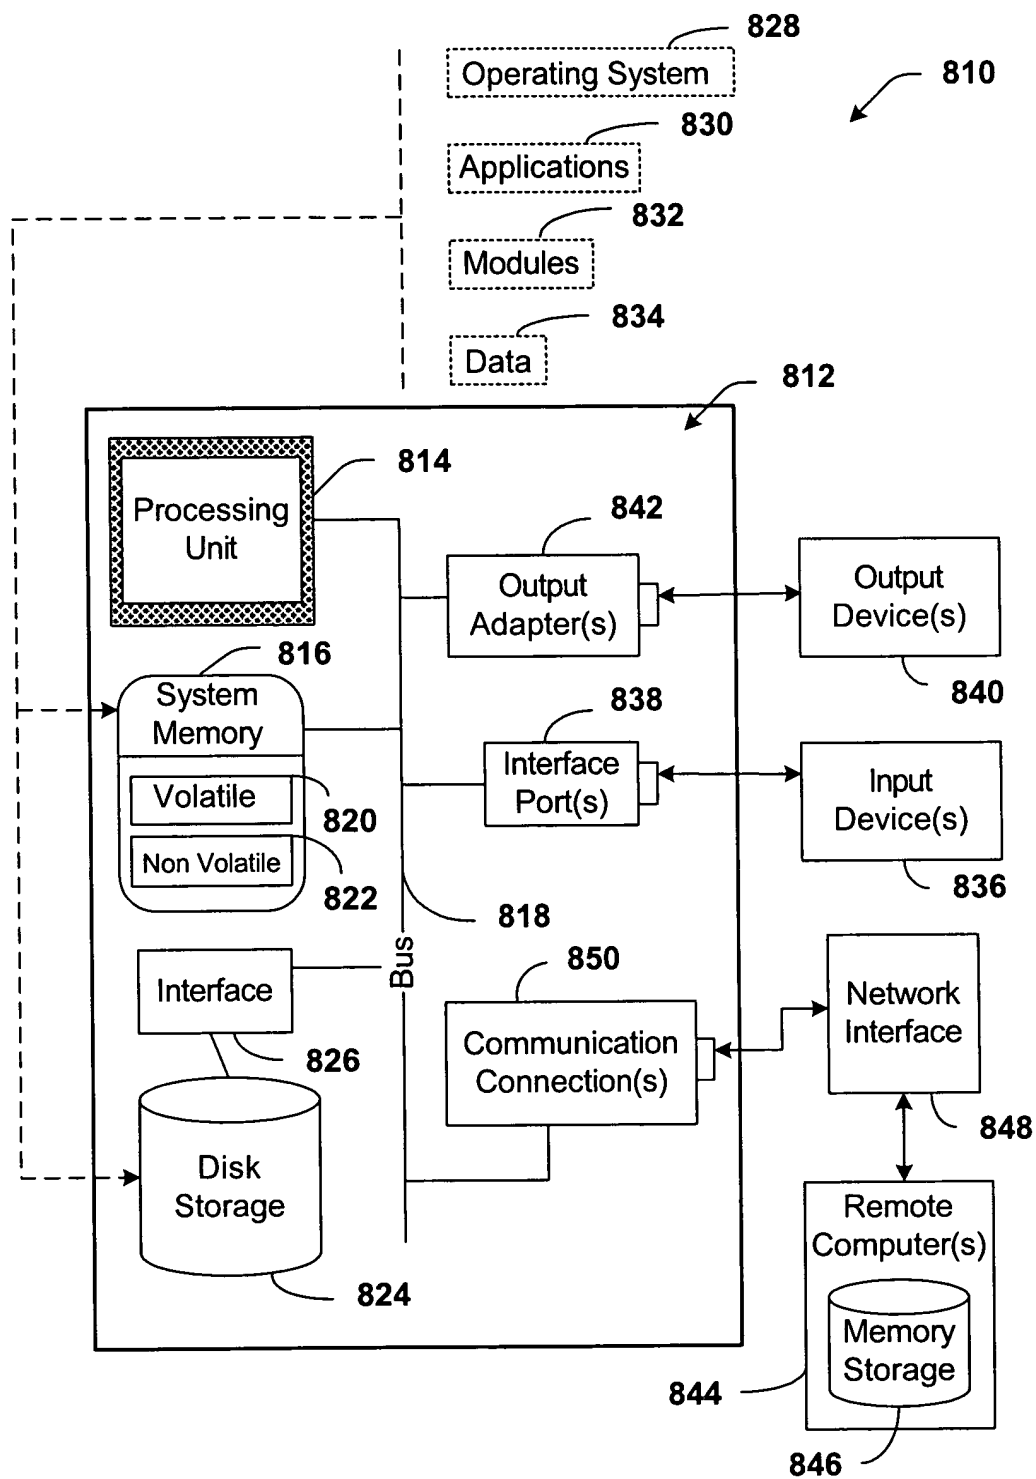 828
Operating System
810
830
Applications
832
Modules
834
Data
812
814
Processing
Unit
842
Output
Adapter(s)
Output
Device(s)
840
816
System
Memory
838
Interface
Port(s)
Input
Device(s)
836
Volatile
820
Non Volatile
822
818
Bus
850
Interface
826
Communication
Connection(s)
Network
Interface
848
Disk
Storage
824
Remote
Computer(s)
Memory
Storage
844
846